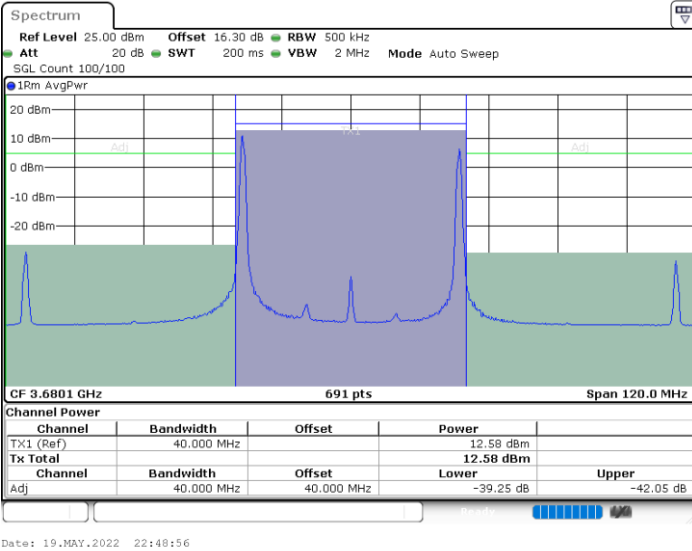 Spectrum
Ref Level 25.00 dBm Offset 16.30 dB RBW 500 kHz
Att 20 dB SWT 200 ms VBW 2 MHz Mode Auto Sweep
SGL Count 100/100
1Rm AvgPwr
20 dBm
TX1
10 dBm
Adj Adj
0 dBm
-10 dBm
-20 dBm
CF 3.6801 GHz 691 pts Span 120.0 MHz
Channel Power
Channel Bandwidth Offset Power
TX1 (Ref) 40.000 MHz 12.58 dBm
Tx Total 12.58 dBm
Channel Bandwidth Offset Lower Upper
Adj 40.000 MHz 40.000 MHz -39.25 dB -42.05 dB
Ready
Date: 19.MAY.2022 22:48:56